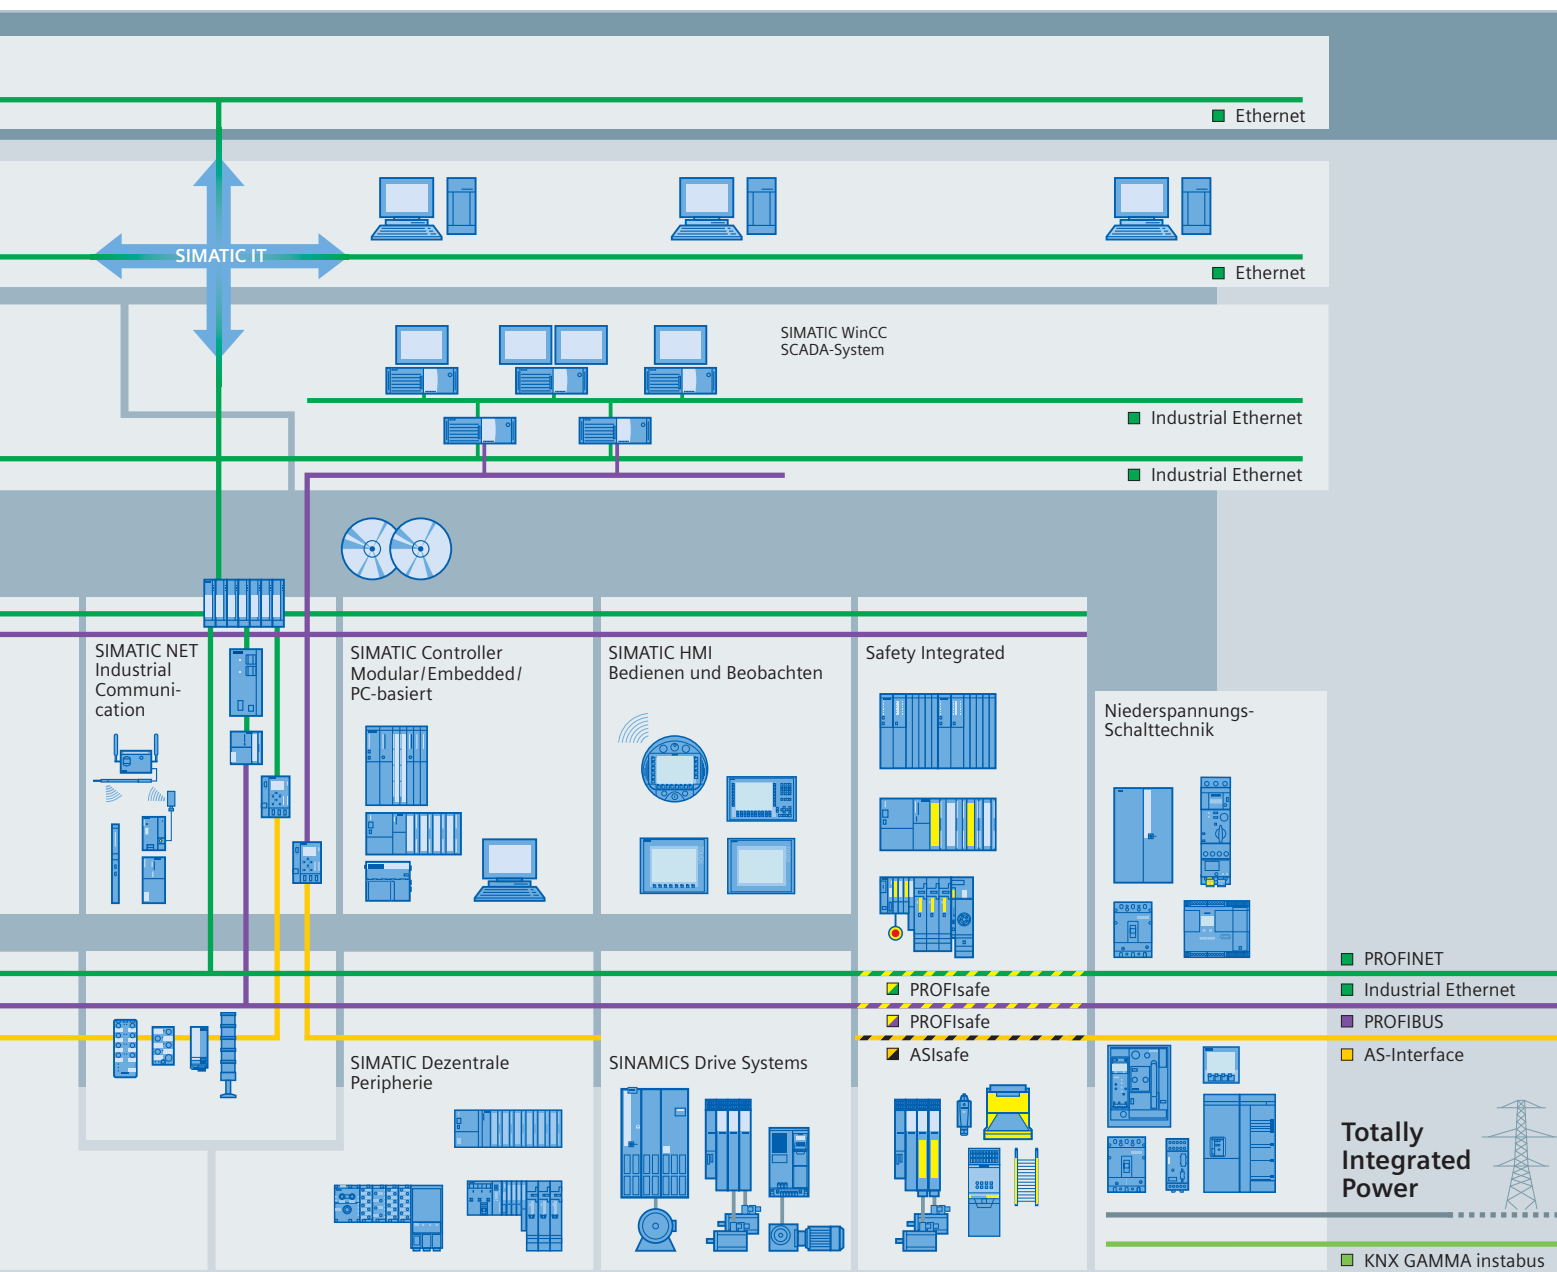 Ethernet
SIMATIC IT
Ethernet
SIMATIC WinCC
SCADA-System
Industrial Ethernet
Industrial Ethernet
SIMATIC NET
Industrial
Communi-
cation
SIMATIC Controller
Modular/Embedded/
PC-basiert
SIMATIC HMI
Bedienen und Beobachten
Safety Integrated
Niederspannungs-
Schalttechnik
PROFINET
PROFIsafe
Industrial Ethernet
PROFIsafe
PROFIBUS
ASIsafe
AS-Interface
SIMATIC Dezentrale
Peripherie
SINAMICS Drive Systems
Totally
Integrated
Power
KNX GAMMA instabus